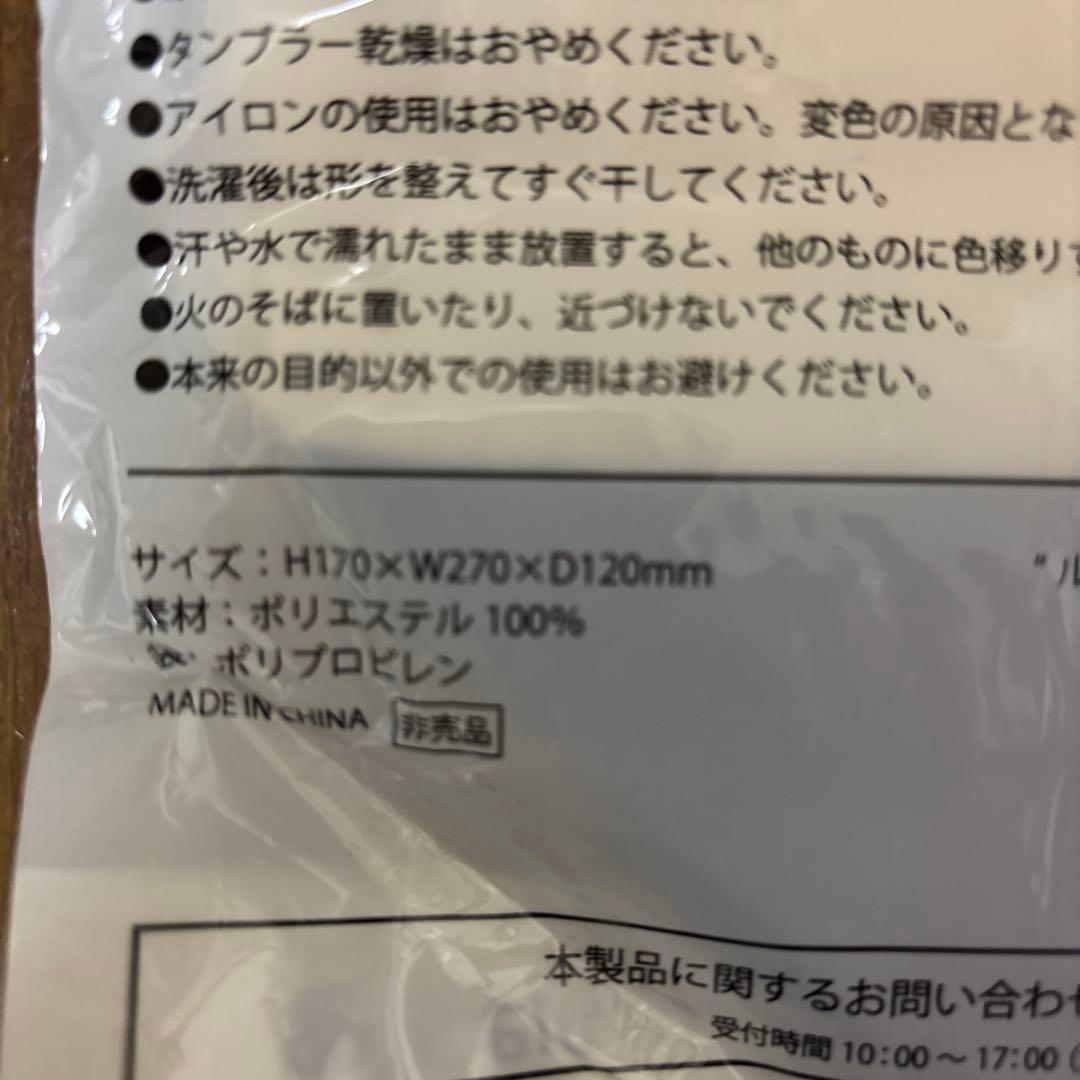 ●タンブラー乾燥はおやめください。
●アイロンの使用はおやめください。変色の原因とな
●洗濯後は形を整えてすぐ干してください。
●汗や水で濡れたまま放置すると、他のものに色移りす
●火のそばに置いたり、近づけないでください。
●本来の目的以外での使用はお避けください。
サイズ：H170×W270×D120mm
“ル
素材：ポリエステル 100%
ポリプロピレン
MADE IN CHINA 非売品
本製品に関するお問い合わせ
受付時間 10：00～17：00（